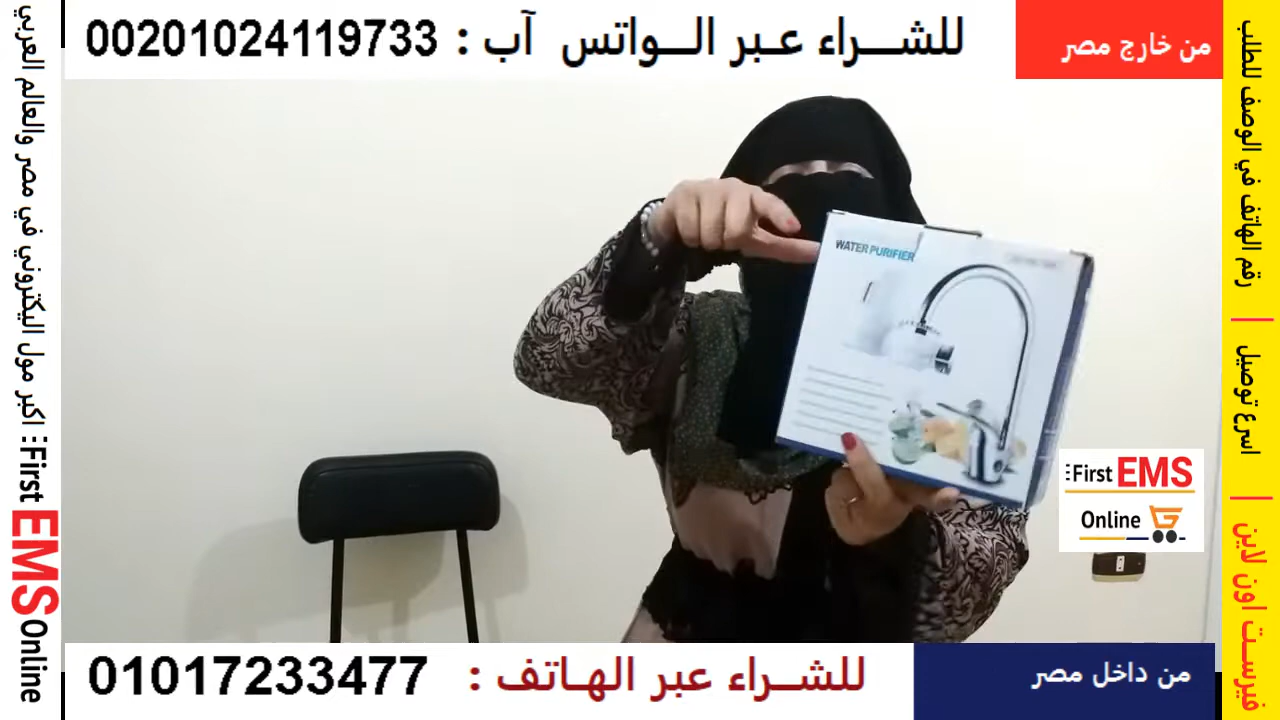 من خارج مصر
للشـــراء عـبر الـــواتس آب : 00201024119733
WATER PURIFIER
First EMS
Online
من داخل مصر
للشـــراء عبر الهـاتف : 01017233477
رقم الهاتف في الوصف للطلب | اسرع توصيل | فيرســت اون لاين
اكبر مول اليكتروني في مصر والعالم العربي
First EMS Online